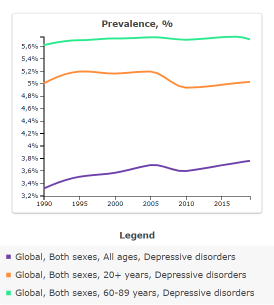 Prevalence, %
5,6%
5,4%
5,2%
5%
4,8%
4,6%
4,4%
4,2%
4%
3,8%
3,6%
3,4%
3,2%
1990 1995 2000 2005 2010 2015
Legend
Global, Both sexes, All ages, Depressive disorders
Global, Both sexes, 20+ years, Depressive disorders
Global, Both sexes, 60-89 years, Depressive disorders